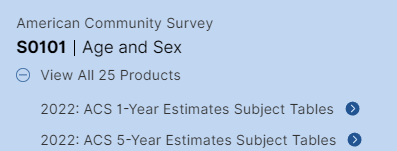 American Community Survey
S0101 | Age and Sex
View All 25 Products
2022: ACS 1-Year Estimates Subject Tables
2022: ACS 5-Year Estimates Subject Tables